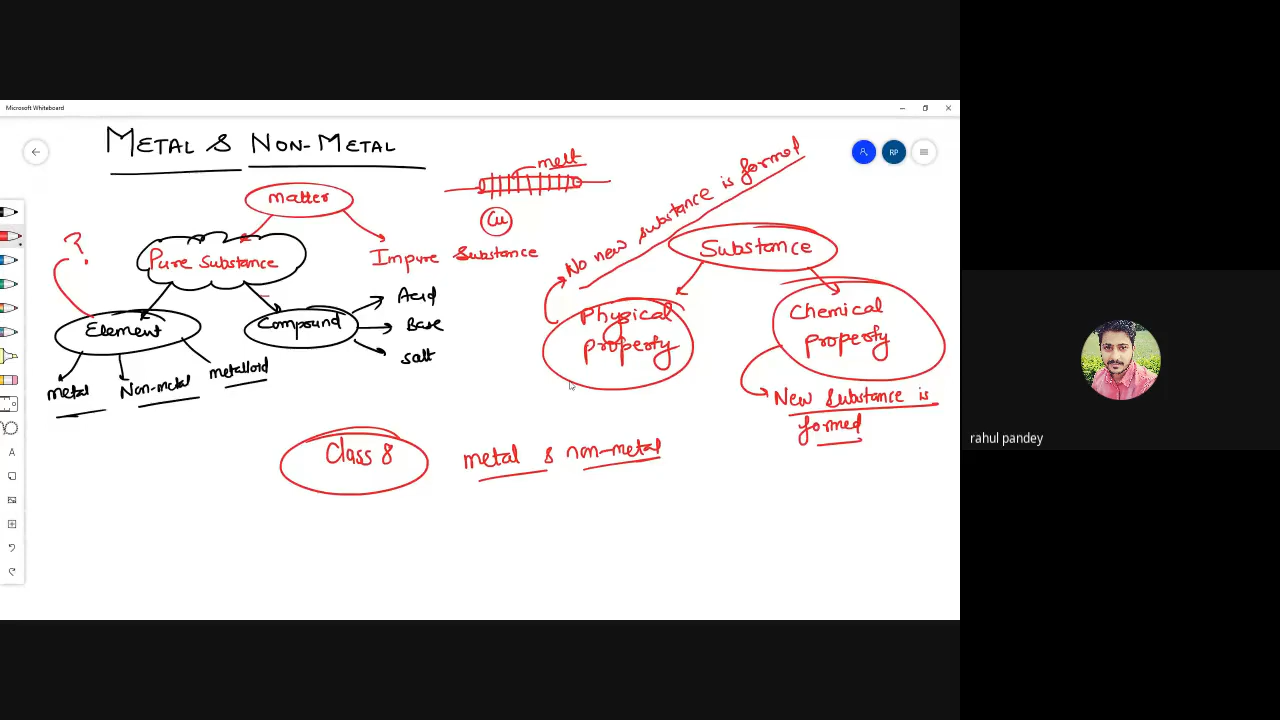 Microsoft Whiteboard
METAL & NON-METAL
melt
Cu
matter
Pure Substance
Impure Substance
?
Element
Compound
Acid
Base
Salt
metal
Non-metal
metalloid
No new substance is formed
Substance
Physical
property
Chemical
property
New Substance is
formed
Class 8
metal & non-metal
RP
A
rahul pandey